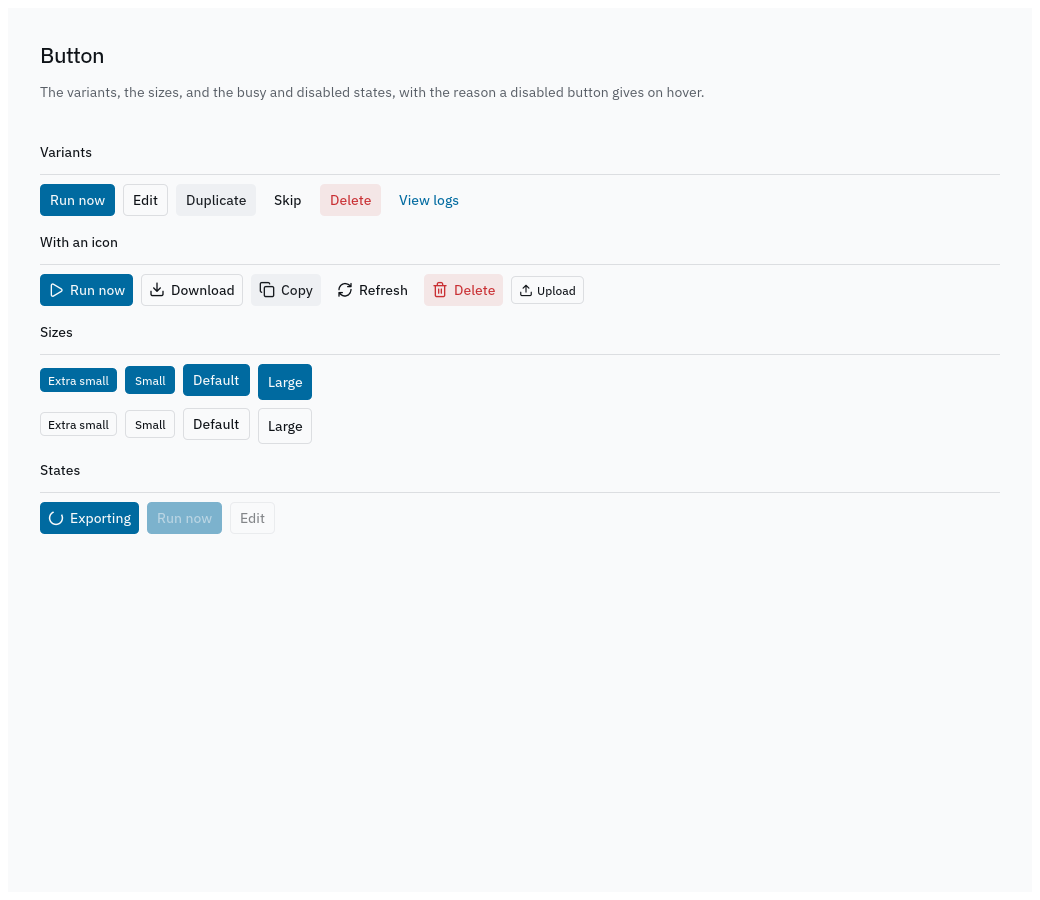 Button
The variants, the sizes, and the busy and disabled states, with the reason a disabled button gives on hover.
Variants
Run now Edit Duplicate Skip Delete View logs
With an icon
Run now Download Copy Refresh Delete Upload
Sizes
Extra small Small Default Large
Extra small Small Default Large
States
Exporting Run now Edit